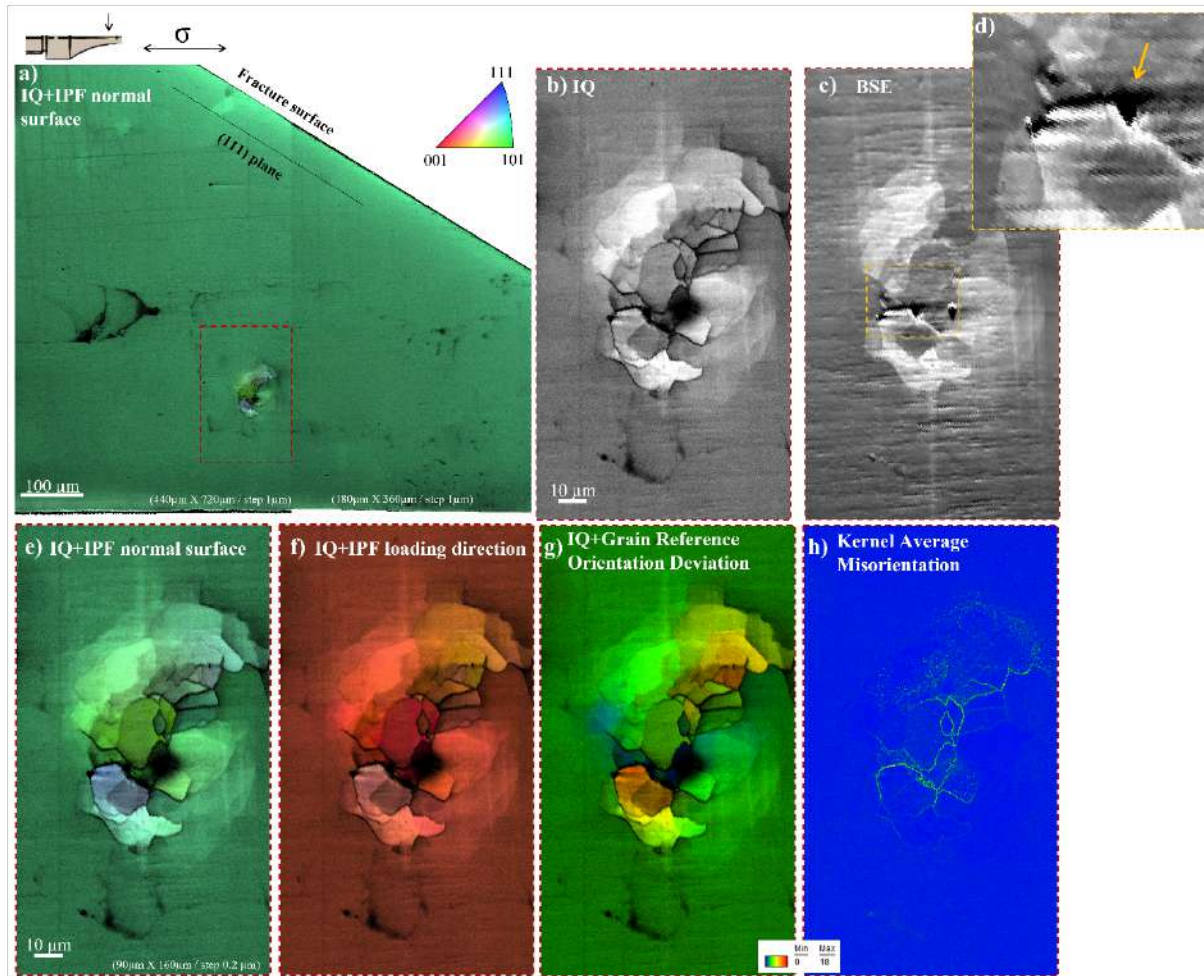 σ
a)
IQ+IPF normal
surface
Fracture surface
(111) plane
111
001
101
100 µm
(440µm X 720µm / step 1µm)
(180µm X 360µm / step 1µm)
b) IQ
10 µm
c) BSE
d)
e) IQ+IPF normal surface
10 µm
(90µm X 160µm / step 0.2 µm)
f) IQ+IPF loading direction
g) IQ+Grain Reference
Orientation Deviation
Min Max
0 18
h) Kernel Average
Misorientation